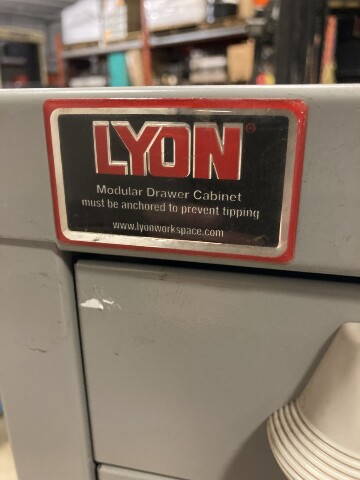 LYON®
Modular Drawer Cabinet
must be anchored to prevent tipping
www.lyonworkspace.com